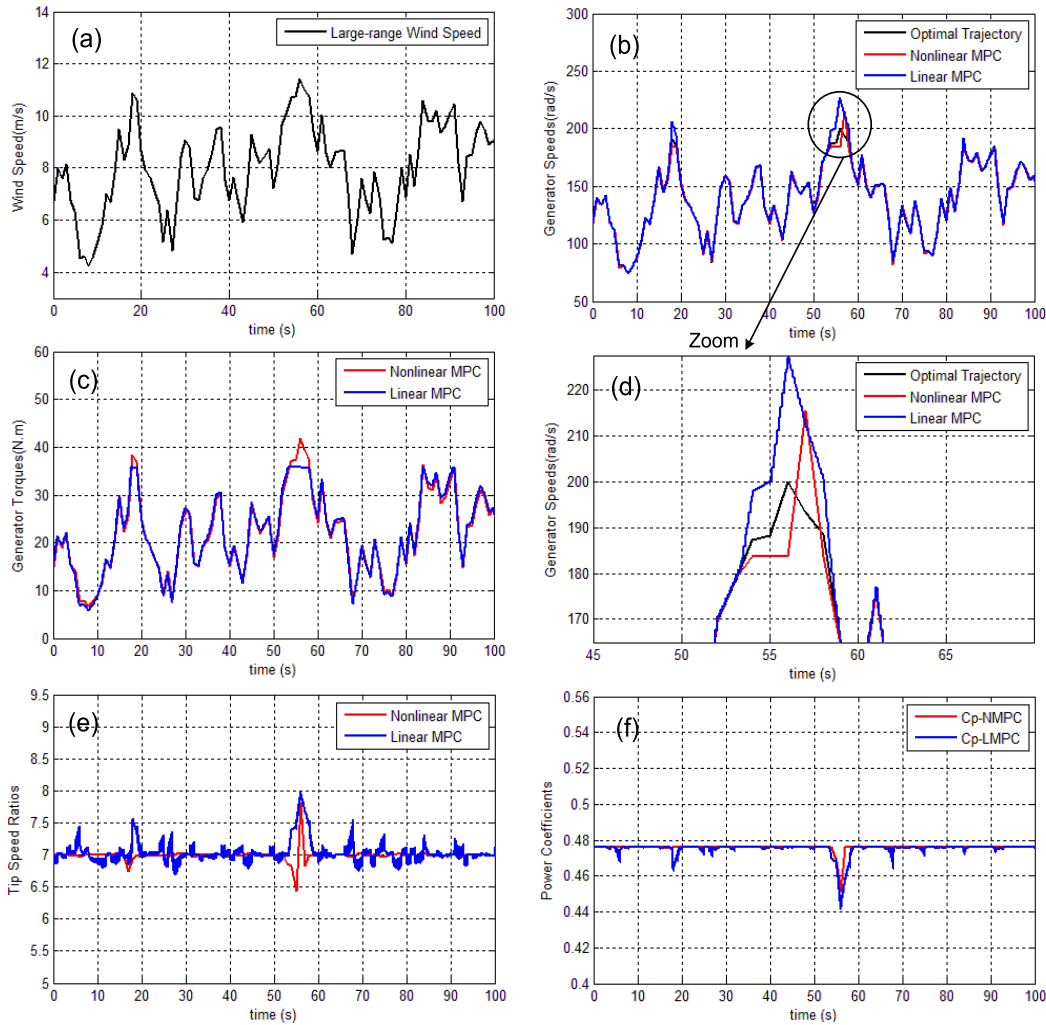 (a)
Large-range Wind Speed
14
12
10
8
6
4
Wind Speed(m/s)
0 20 40 60 80 100
time (s)
(b)
Optimal Trajectory
Nonlinear MPC
Linear MPC
300
250
200
150
100
50
Generator Speeds(rad/s)
0 10 20 30 40 50 60 70 80 90 100
time (s)
Zoom
(c)
Nonlinear MPC
Linear MPC
60
50
40
30
20
10
0
Generator Torques(N.m)
0 10 20 30 40 50 60 70 80 90 100
time (s)
(d)
Optimal Trajectory
Nonlinear MPC
Linear MPC
220
210
200
190
180
170
Generator Speeds(rad/s)
45 50 55 60 65
time (s)
(e)
Nonlinear MPC
Linear MPC
9.5
9
8.5
8
7.5
7
6.5
6
5.5
5
Tip Speed Ratios
0 10 20 30 40 50 60 70 80 90 100
time (s)
(f)
Cp-NMPC
Cp-LMPC
0.56
0.54
0.52
0.5
0.48
0.46
0.44
0.42
0.4
Power Coefficients
0 10 20 30 40 50 60 70 80 90 100
time (s)